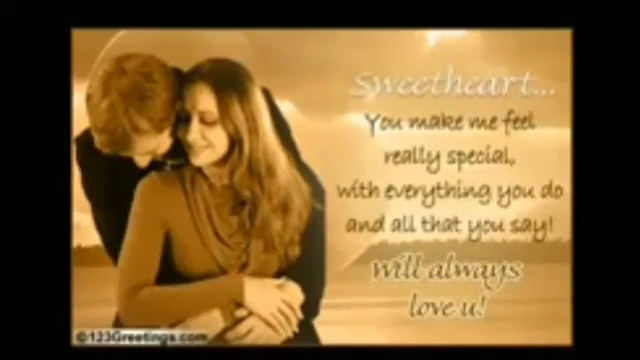 Sweetheart...
You make me feel
really special,
with everything you do
and all that you say!
Will always
love u!
©123Greetings.com